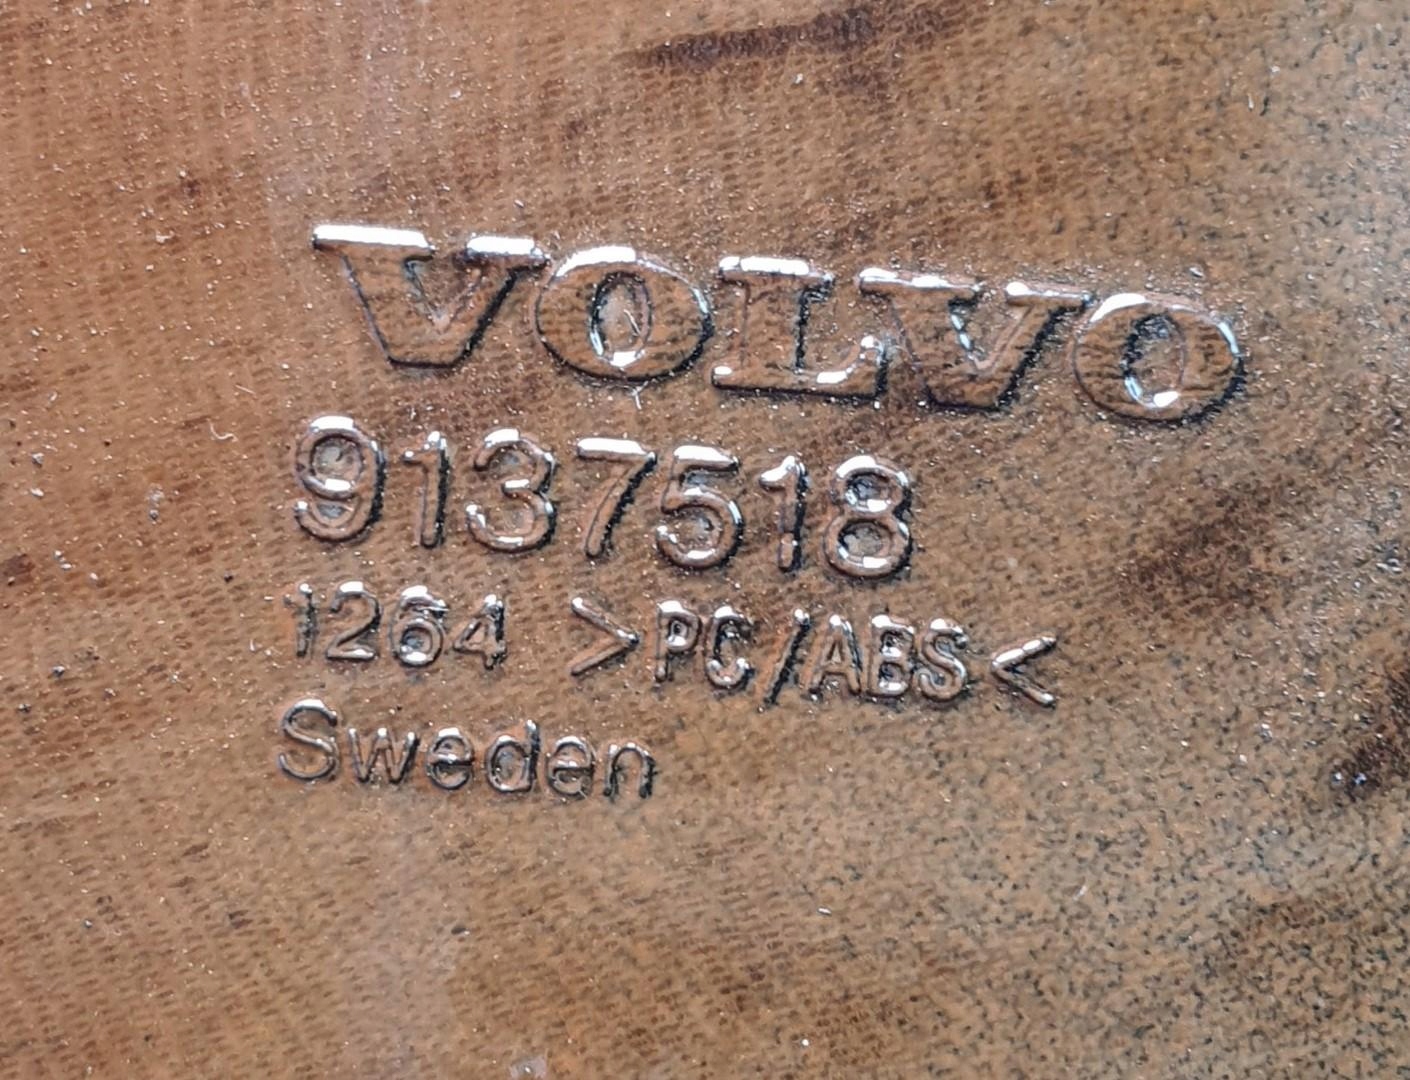 VOLVO
9137518
1264 >PC/ABS<
Sweden